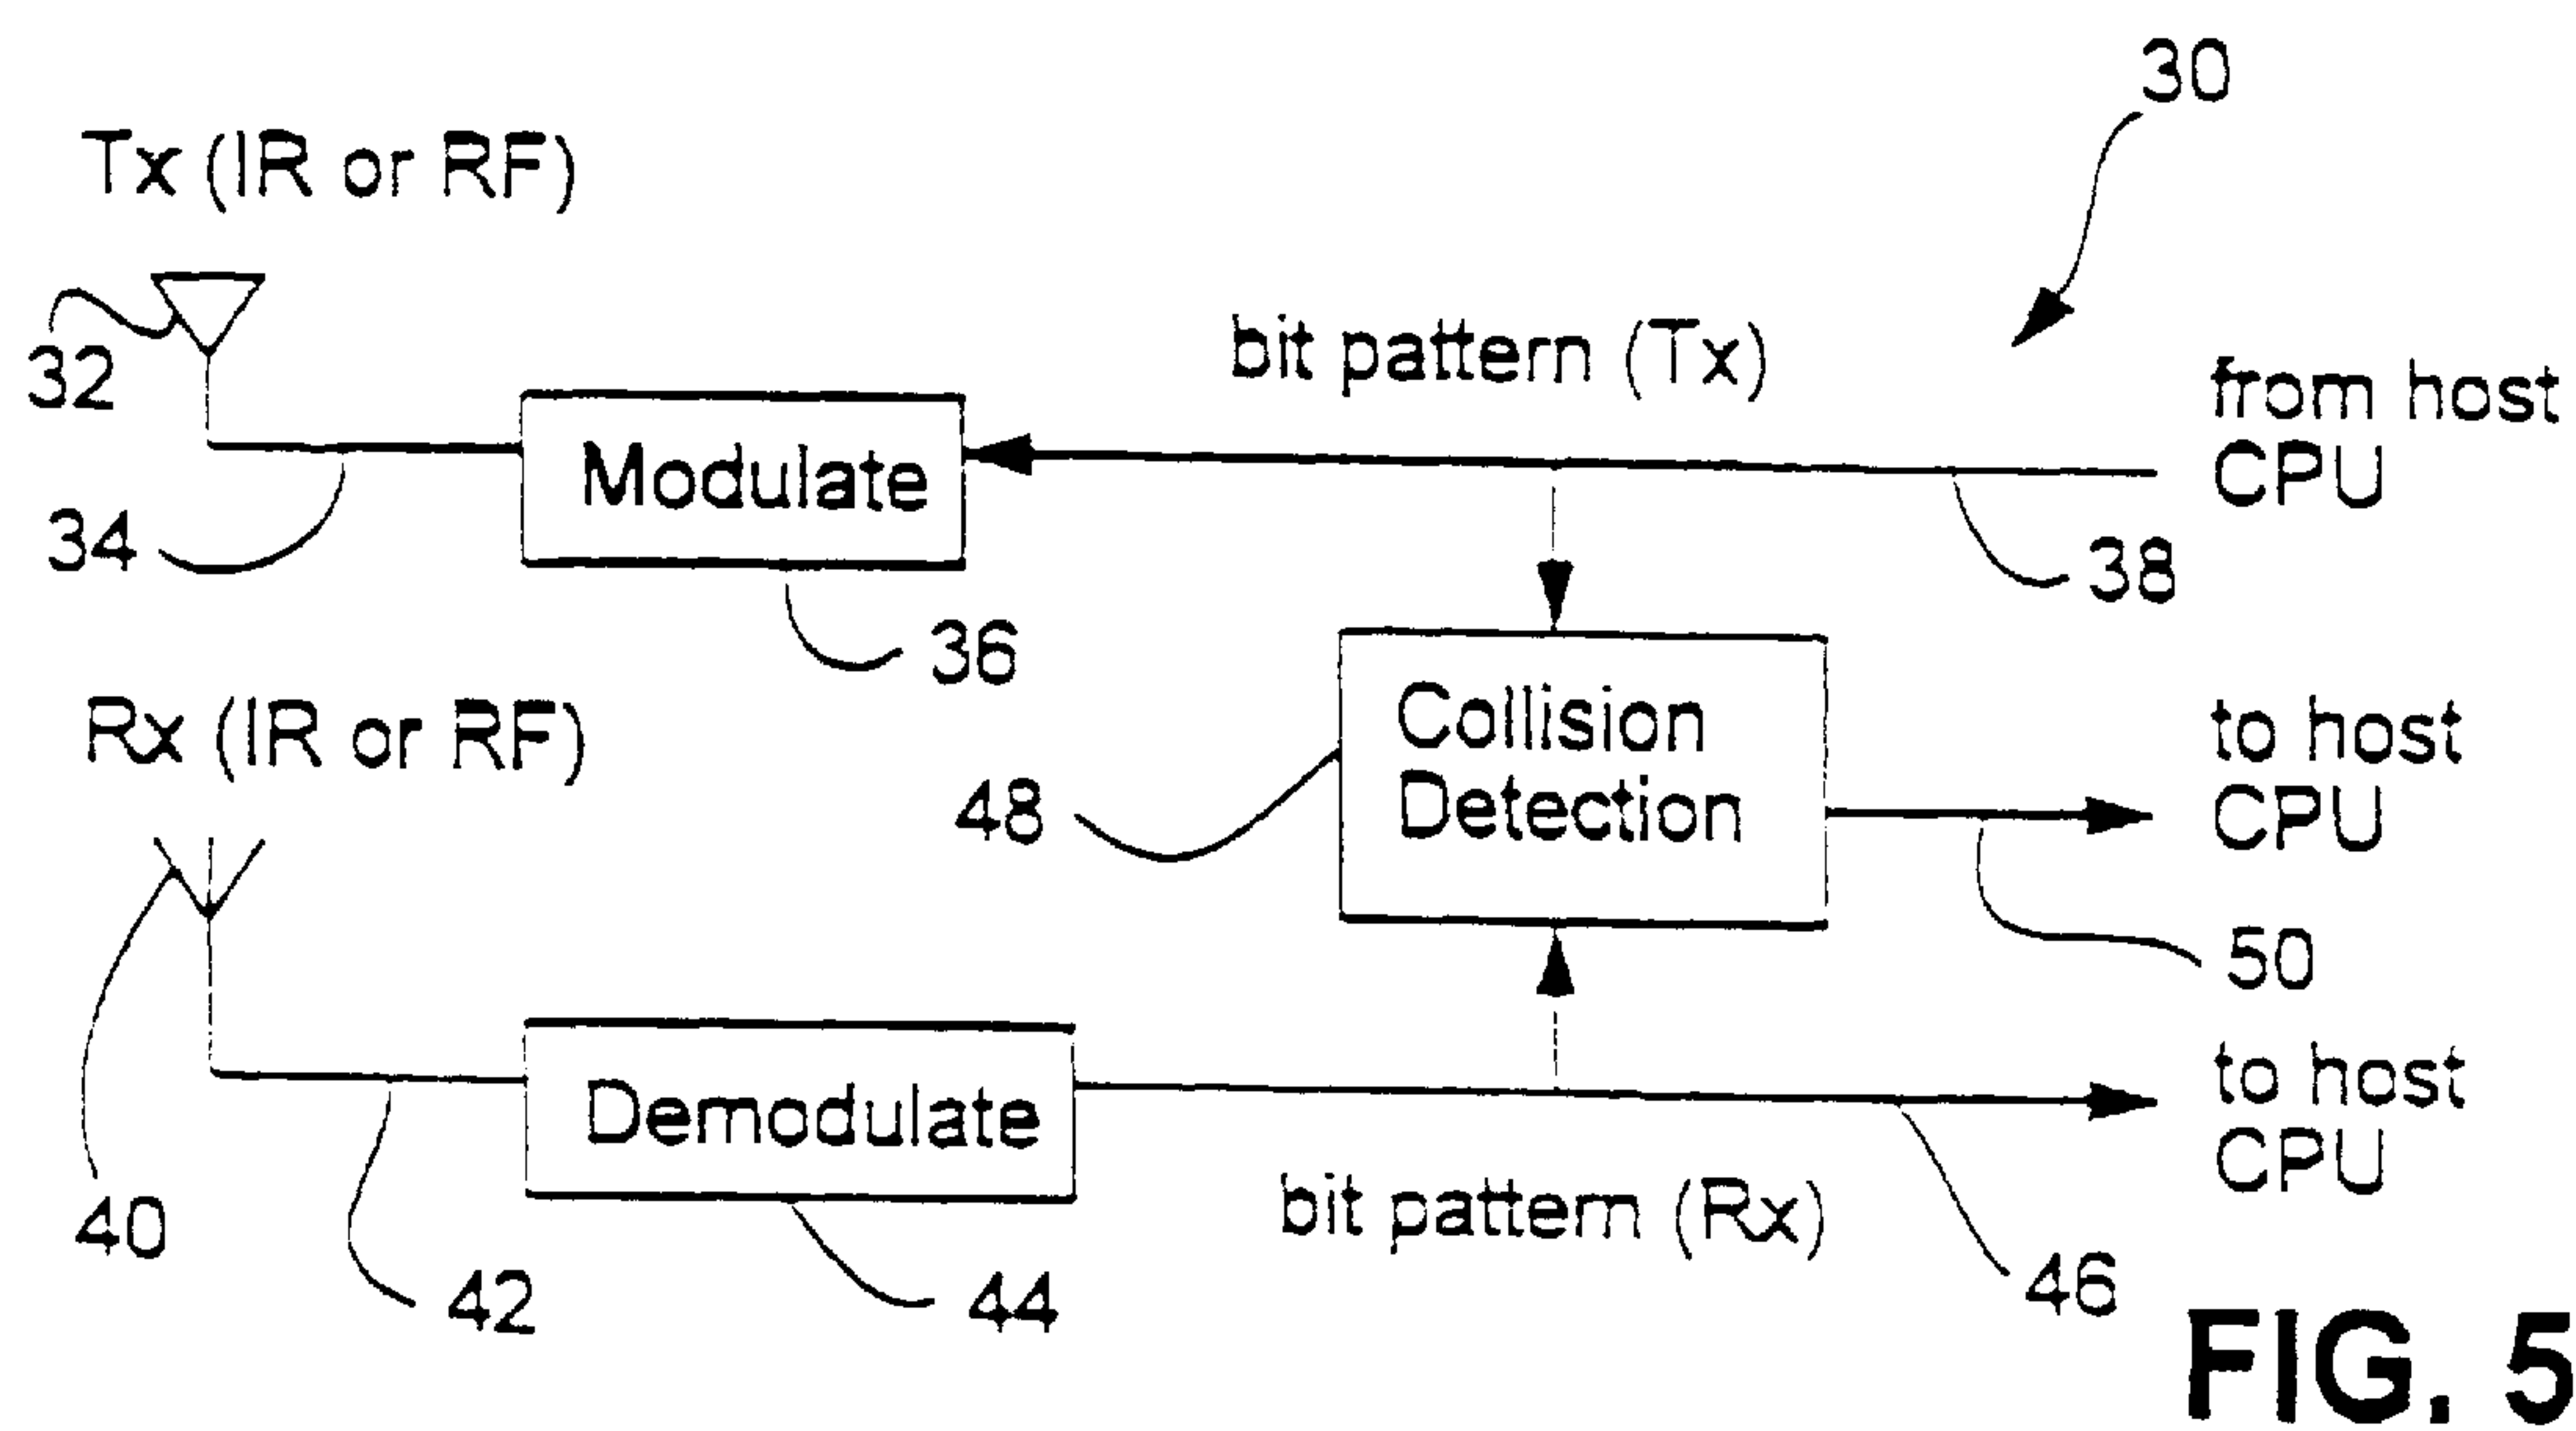 30
Tx (IR or RF)
32
bit pattern (Tx)
from host
CPU
Modulate
34
38
36
Rx (IR or RF)
Collision
Detection
48
to host
CPU
50
Demodulate
to host
CPU
40
bit pattern (Rx)
42
44
46
FIG. 5